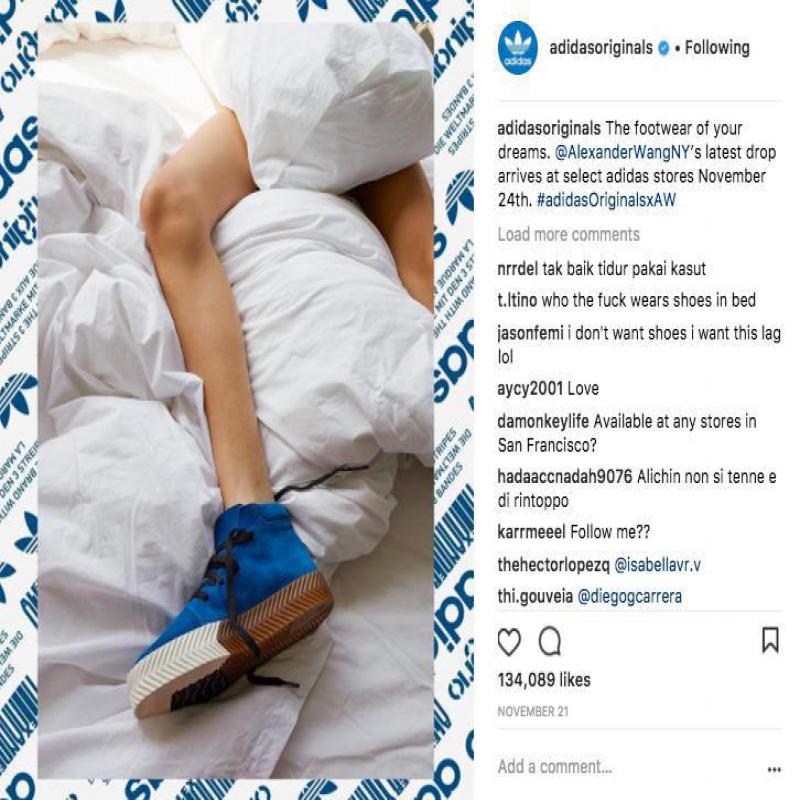 adidas
adidasoriginals • Following
adidasoriginals The footwear of your
dreams. @AlexanderWangNY's latest drop
arrives at select adidas stores November
24th. #adidasOriginalsxAW
Load more comments
nrrdel tak baik tidur pakai kasut
t.ltino who the fuck wears shoes in bed
jasonfemi i don't want shoes i want this lag
lol
aycy2001 Love
damonkeylife Available at any stores in
San Francisco?
hadaaccnadah9076 Alichin non si tenne e
di rintoppo
karrmeeel Follow me??
thehectorlopezq @isabellavr.v
thi.gouveia @diegogcarrera
134,089 likes
NOVEMBER 21
Add a comment...